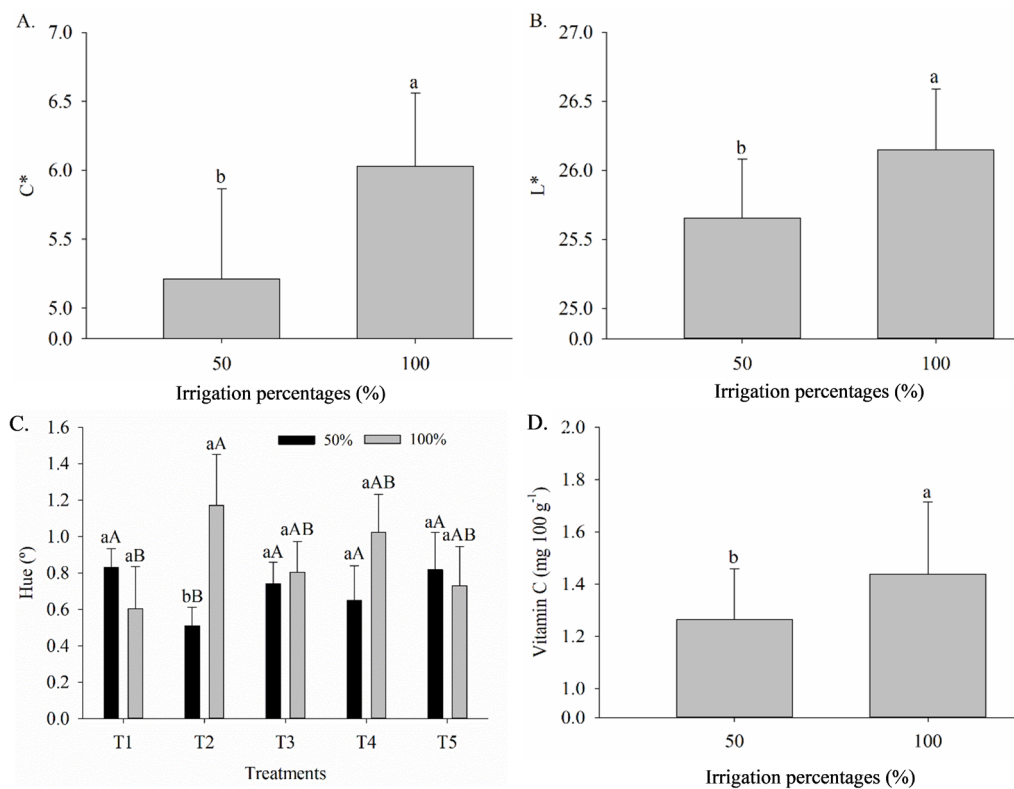 A.
7.0
6.5
6.0
5.5
5.0
0.0
C*
b
a
50
100
Irrigation percentages (%)
B.
27.0
26.5
26.0
25.5
25.0
0.0
L*
b
a
50
100
Irrigation percentages (%)
C.
1.6
1.4
1.2
1.0
0.8
0.6
0.4
0.2
0.0
Hue (º)
50%
100%
aA
aB
bB
aA
aA
aAB
aA
aAB
aA
aAB
T1
T2
T3
T4
T5
Treatments
D.
2.0
1.8
1.6
1.4
1.2
1.0
0.0
Vitamin C (mg 100 g⁻¹)
b
a
50
100
Irrigation percentages (%)